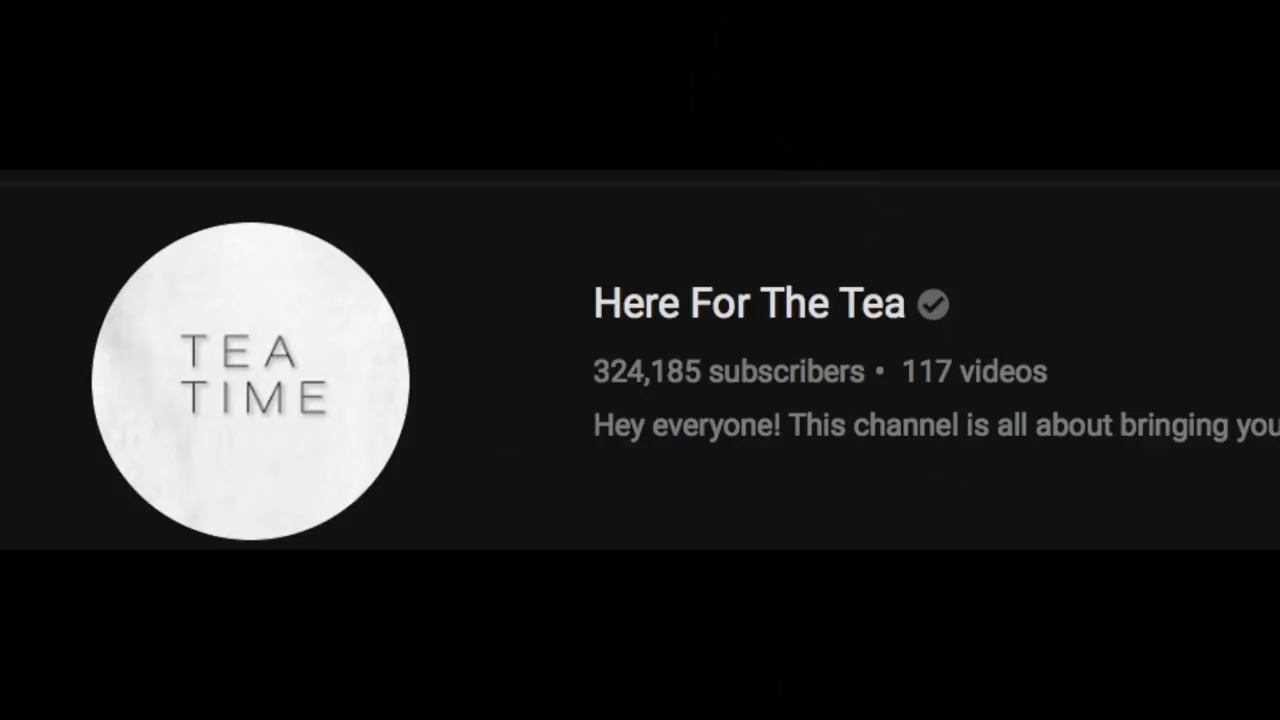 TEA
TIME
Here For The Tea
324,185 subscribers • 117 videos
Hey everyone! This channel is all about bringing you